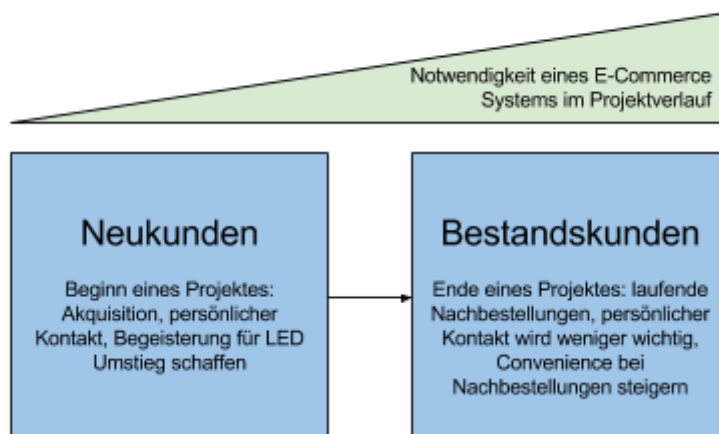 Notwendigkeit eines E-Commerce
Systems im Projektverlauf
Neukunden
Beginn eines Projektes:
Akquisition, persönlicher
Kontakt, Begeisterung für LED
Umstieg schaffen
Bestandskunden
Ende eines Projektes: laufende
Nachbestellungen, persönlicher
Kontakt wird weniger wichtig,
Convenience bei
Nachbestellungen steigern